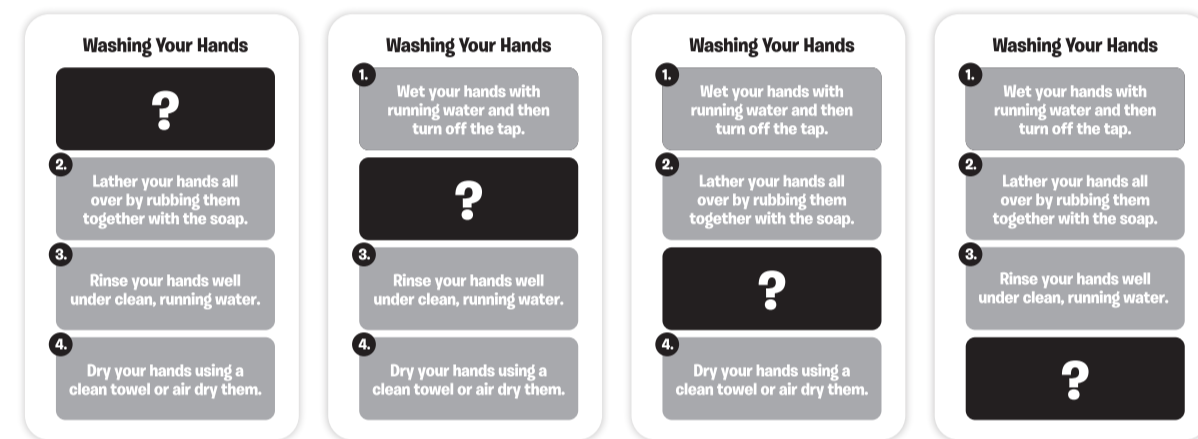 Washing Your Hands
?
2.
Lather your hands all
over by rubbing them
together with the soap.
3.
Rinse your hands well
under clean, running water.
4.
Dry your hands using a
clean towel or air dry them.
Washing Your Hands
1.
Wet your hands with
running water and then
turn off the tap.
?
3.
Rinse your hands well
under clean, running water.
4.
Dry your hands using a
clean towel or air dry them.
Washing Your Hands
1.
Wet your hands with
running water and then
turn off the tap.
2.
Lather your hands all
over by rubbing them
together with the soap.
?
4.
Dry your hands using a
clean towel or air dry them.
Washing Your Hands
1.
Wet your hands with
running water and then
turn off the tap.
2.
Lather your hands all
over by rubbing them
together with the soap.
3.
Rinse your hands well
under clean, running water.
?